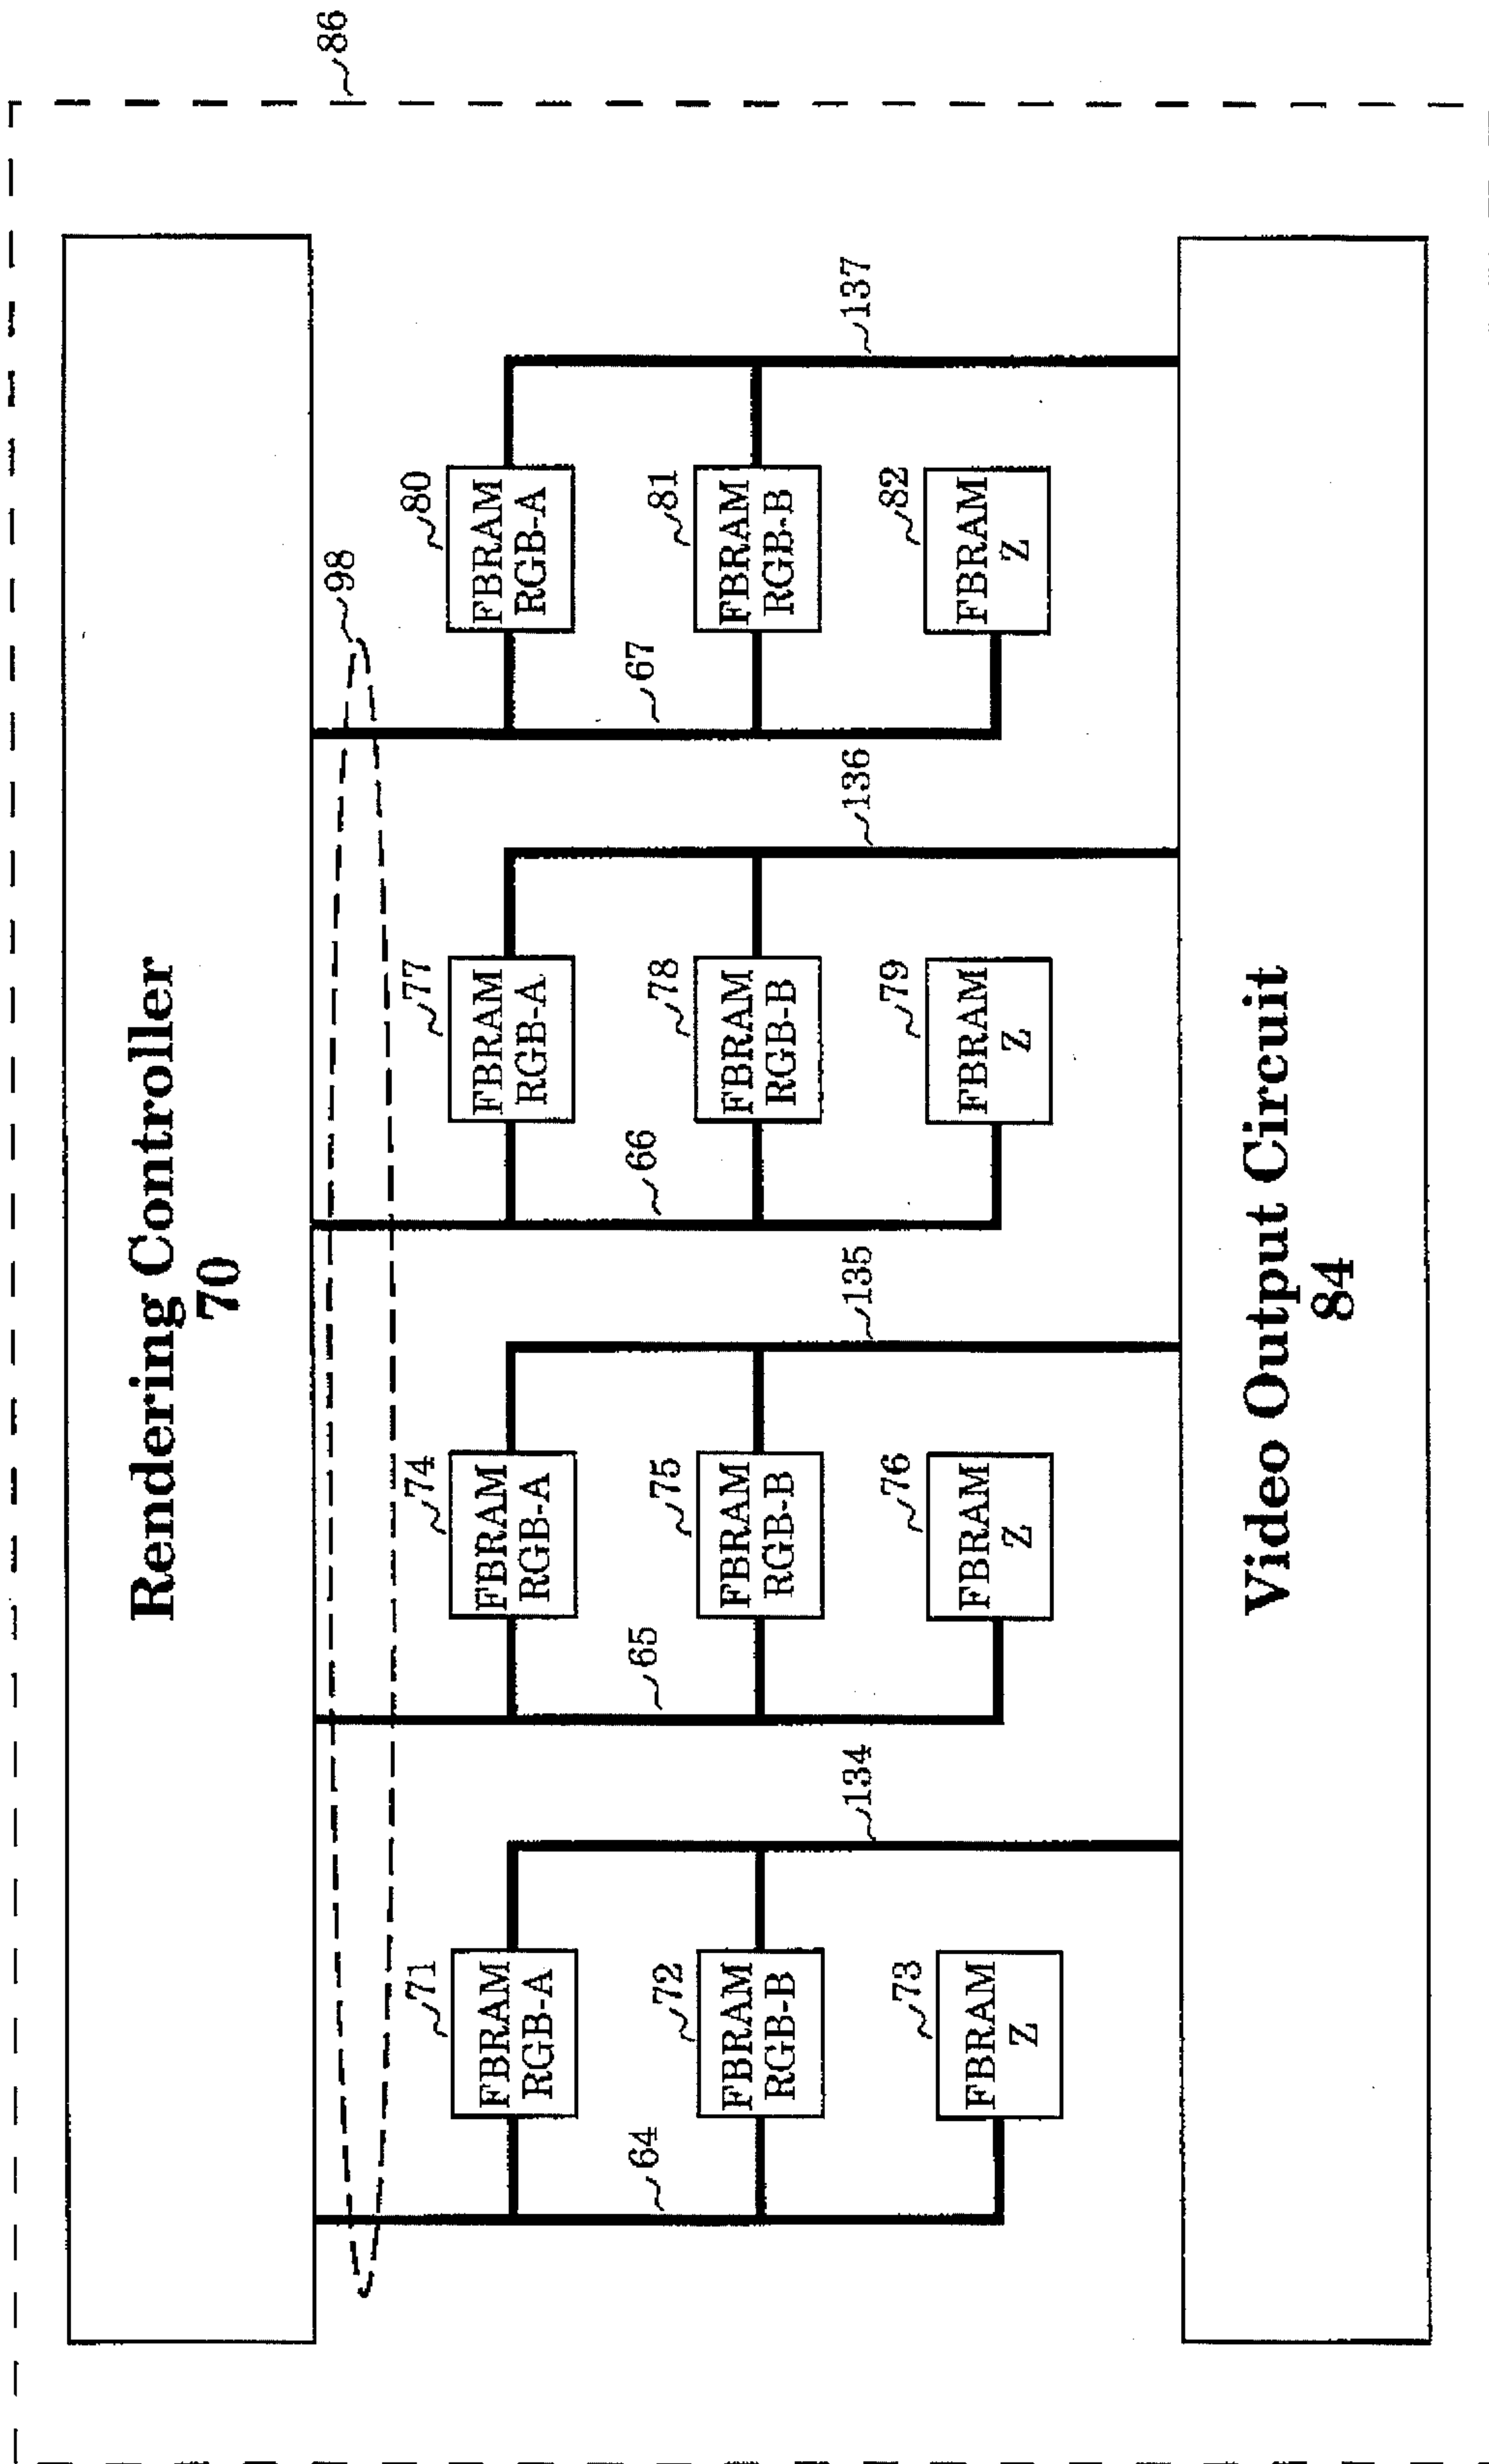 86
Rendering Controller
70
98
71
FBRAM
RGB-A
74
FBRAM
RGB-A
77
FBRAM
RGB-A
80
FBRAM
RGB-A
64
65
66
67
72
FBRAM
RGB-B
75
FBRAM
RGB-B
78
FBRAM
RGB-B
81
FBRAM
RGB-B
134
135
136
137
73
FBRAM
Z
76
FBRAM
Z
79
FBRAM
Z
82
FBRAM
Z
Video Output Circuit
84